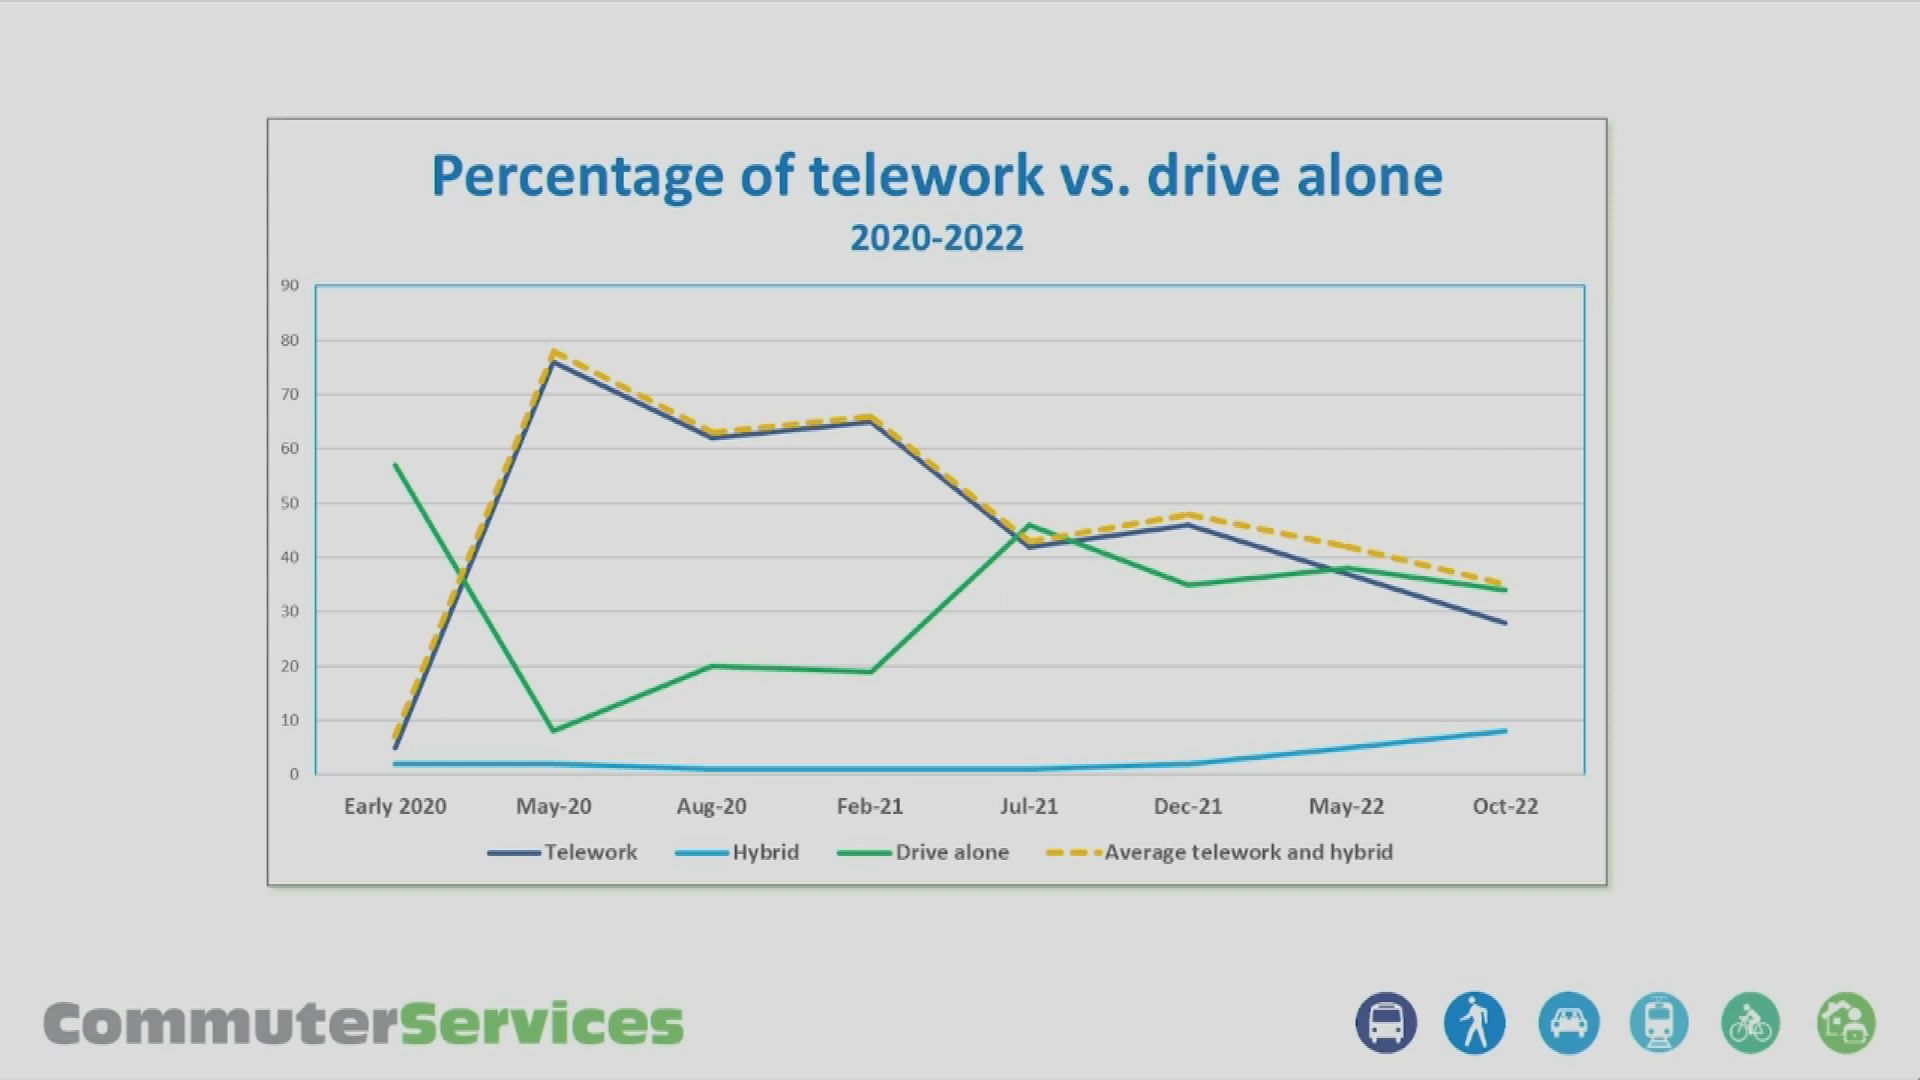 Percentage of telework vs. drive alone
2020-2022
90
80
70
60
50
40
30
20
10
0
Early 2020 May-20 Aug-20 Feb-21 Jul-21 Dec-21 May-22 Oct-22
Telework Hybrid Drive alone Average telework and hybrid
CommuterServices